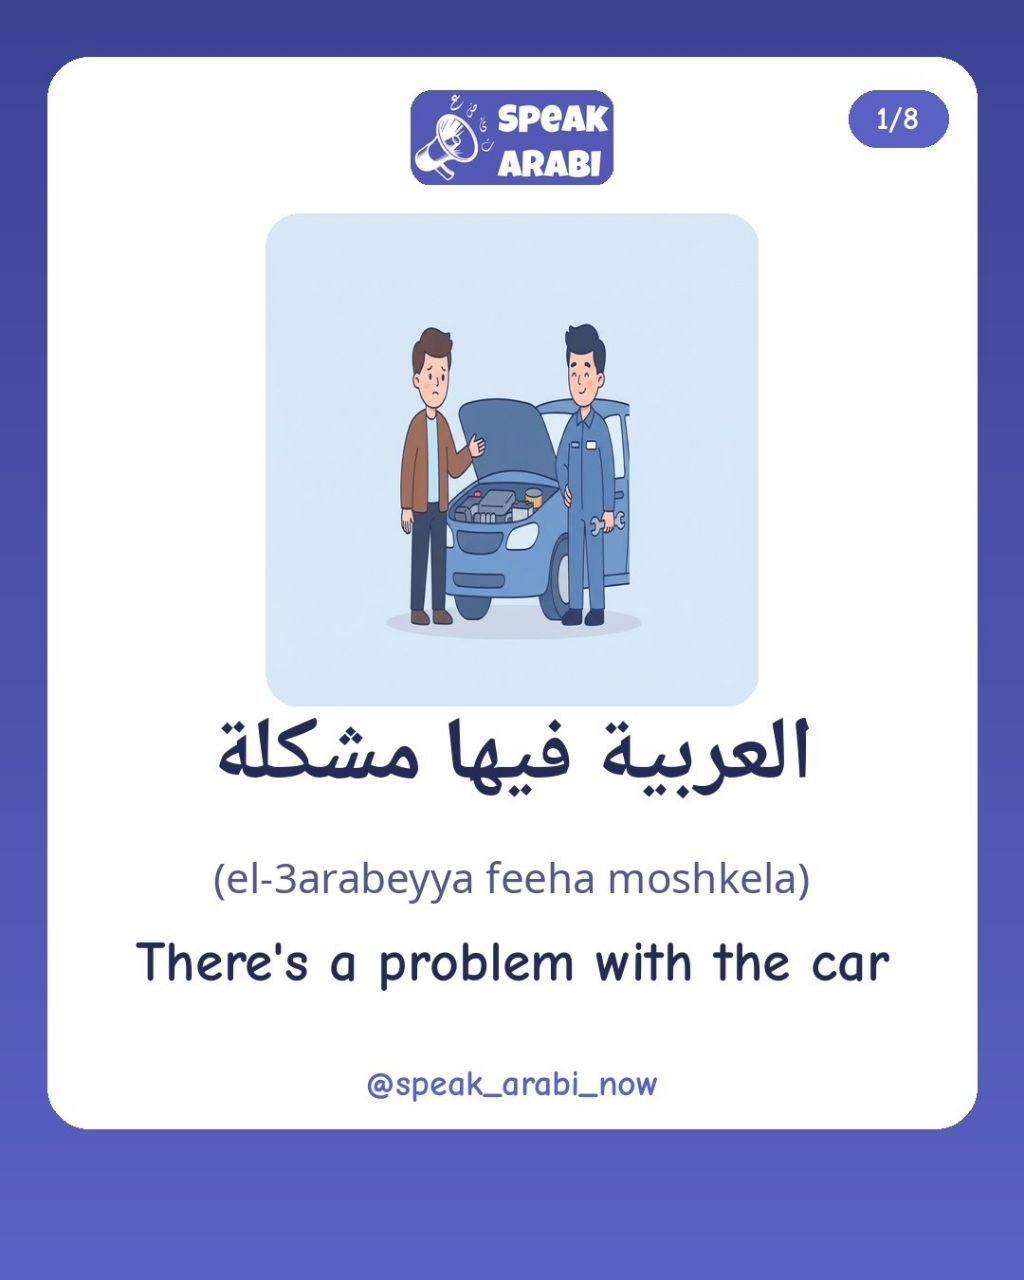 SPEAK
ARABI
1/8
العربية فيها مشكلة
(el-3arabeyya feeha moshkela)
There's a problem with the car
@speak_arabi_now